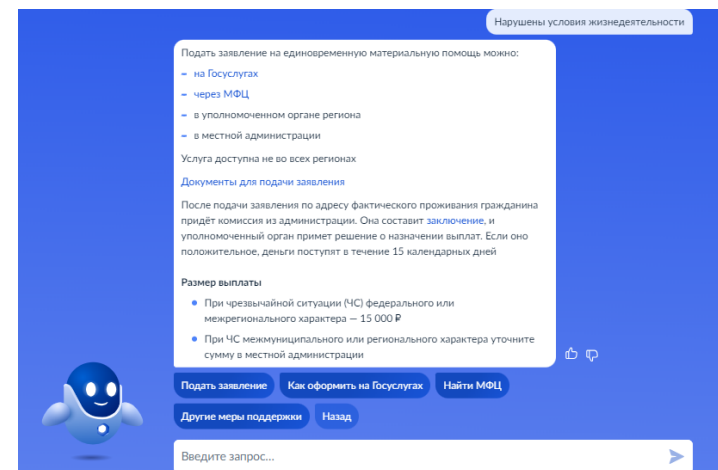 Нарушены условия жизнедеятельности
Подать заявление на единовременную материальную помощь можно:
– на Госуслугах
– через МФЦ
– в уполномоченном органе региона
– в местной администрации
Услуга доступна не во всех регионах
Документы для подачи заявления
После подачи заявления по адресу фактического проживания гражданина
придёт комиссия из администрации. Она составит заключение, и
уполномоченный орган примет решение о назначении выплат. Если оно
положительное, деньги поступят в течение 15 календарных дней
Размер выплаты
• При чрезвычайной ситуации (ЧС) федерального или
межрегионального характера — 15 000 ₽
• При ЧС межмуниципального или регионального характера уточните
сумму в местной администрации
Подать заявление Как оформить на Госуслугах Найти МФЦ
Другие меры поддержки Назад
Введите запрос...